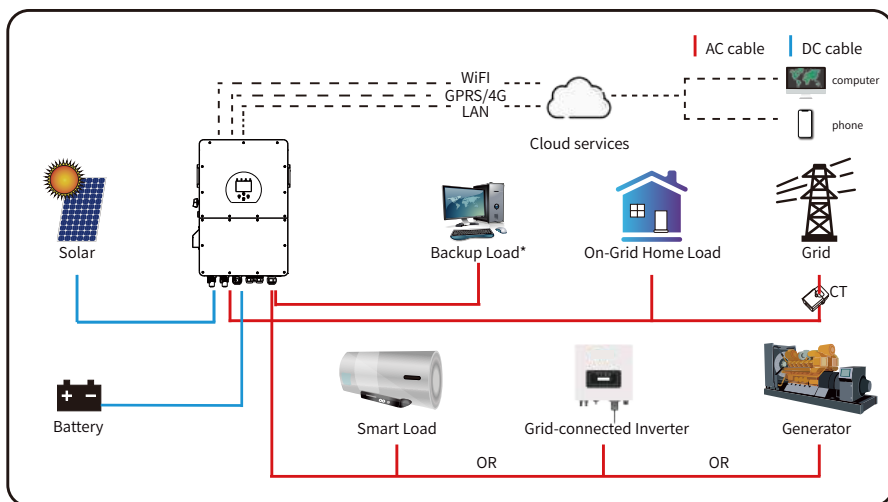 AC cable
DC cable
WiFI
GPRS/4G
LAN
Cloud services
computer
phone
Solar
Backup Load*
On-Grid Home Load
Grid
CT
Battery
+ −
Smart Load
Grid-connected Inverter
Generator
OR
OR